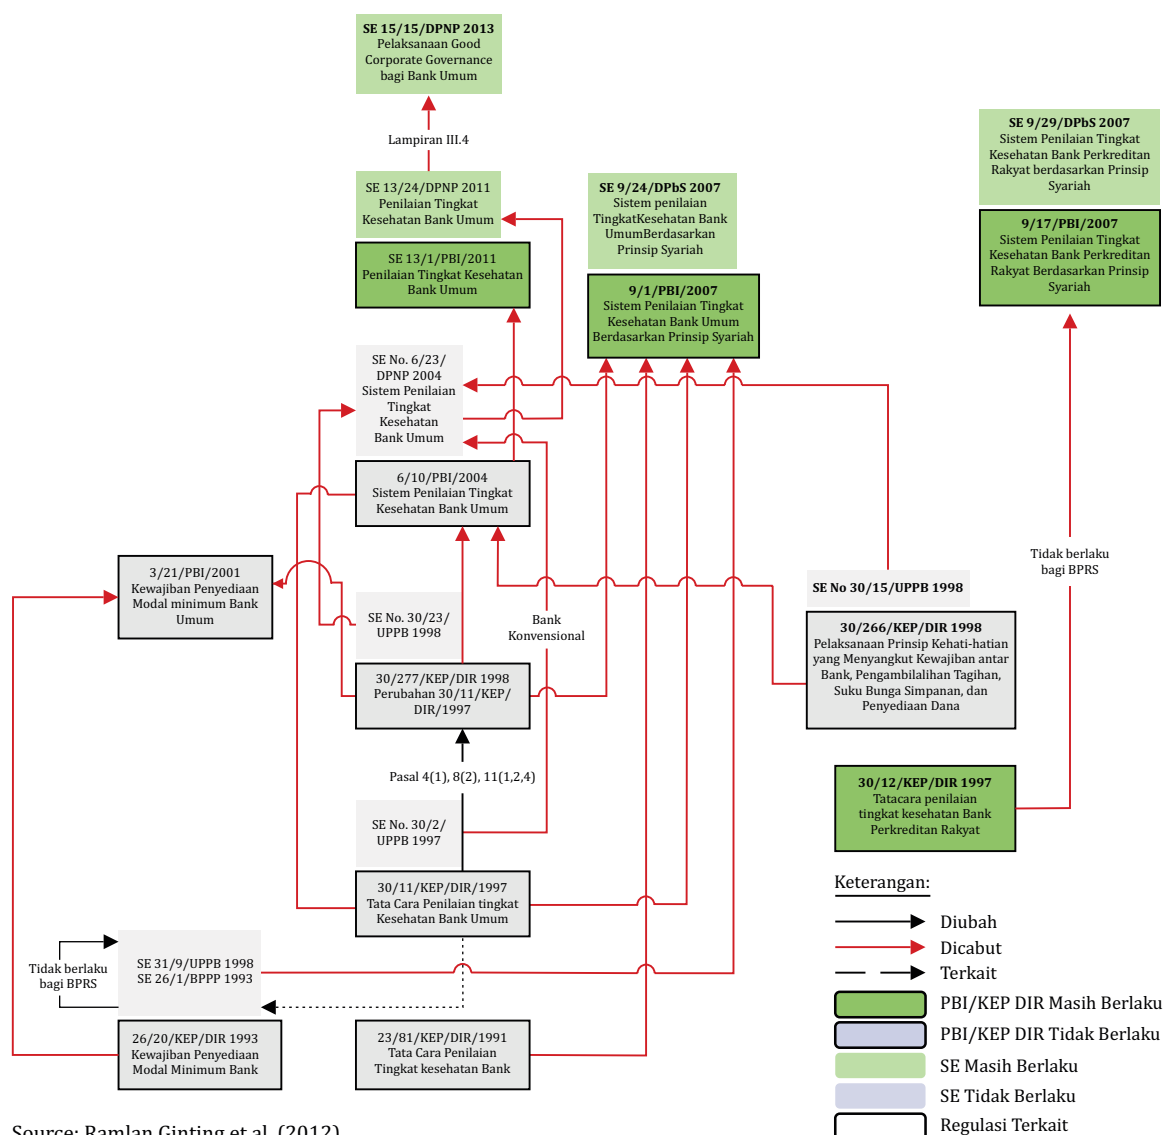 SE 15/15/DPNP 2013
Pelaksanaan Good
Corporate Governance
bagi Bank Umum
Lampiran III.4
SE 13/24/DPNP 2011
Penilaian Tingkat
Kesehatan Bank Umum
SE 13/1/PBI/2011
Penilaian Tingkat Kesehatan
Bank Umum
SE 9/24/DPbS 2007
Sistem penilaian
TingkatKesehatan Bank
UmumBerdasarkan
Prinsip Syariah
9/1/PBI/2007
Sistem Penilaian Tingkat
Kesehatan Bank Umum
Berdasarkan Prinsip Syariah
SE 9/29/DPbS 2007
Sistem Penilaian Tingkat
Kesehatan Bank Perkreditan
Rakyat berdasarkan Prinsip
Syariah
9/17/PBI/2007
Sistem Penilaian Tingkat
Kesehatan Bank Perkreditan
Rakyat Berdasarkan Prinsip
Syariah
SE No. 6/23/
DPNP 2004
Sistem Penilaian
Tingkat
Kesehatan
Bank Umum
6/10/PBI/2004
Sistem Penilaian Tingkat
Kesehatan Bank Umum
3/21/PBI/2001
Kewajiban Penyediaan
Modal minimum Bank
Umum
SE No. 30/23/
UPPB 1998
Bank
Konvensional
30/277/KEP/DIR 1998
Perubahan 30/11/KEP/
DIR/1997
Tidak berlaku
bagi BPRS
SE No 30/15/UPPB 1998
30/266/KEP/DIR 1998
Pelaksanaan Prinsip Kehati-hatian
yang Menyangkut Kewajiban antar
Bank, Pengambilalihan Tagihan,
Suku Bunga Simpanan, dan
Penyediaan Dana
Pasal 4(1), 8(2), 11(1,2,4)
SE No. 30/2/
UPPB 1997
30/11/KEP/DIR/1997
Tata Cara Penilaian tingkat
Kesehatan Bank Umum
30/12/KEP/DIR 1997
Tatacara penilaian
tingkat kesehatan Bank
Perkreditan Rakyat
Tidak berlaku
bagi BPRS
SE 31/9/UPPB 1998
SE 26/1/BPPP 1993
26/20/KEP/DIR 1993
Kewajiban Penyediaan
Modal Minimum Bank
23/81/KEP/DIR/1991
Tata Cara Penilaian
Tingkat kesehatan Bank
Keterangan:
Diubah
Dicabut
Terkait
PBI/KEP DIR Masih Berlaku
PBI/KEP DIR Tidak Berlaku
SE Masih Berlaku
SE Tidak Berlaku
Regulasi Terkait
Source: Ramlan Ginting et al. (2012)